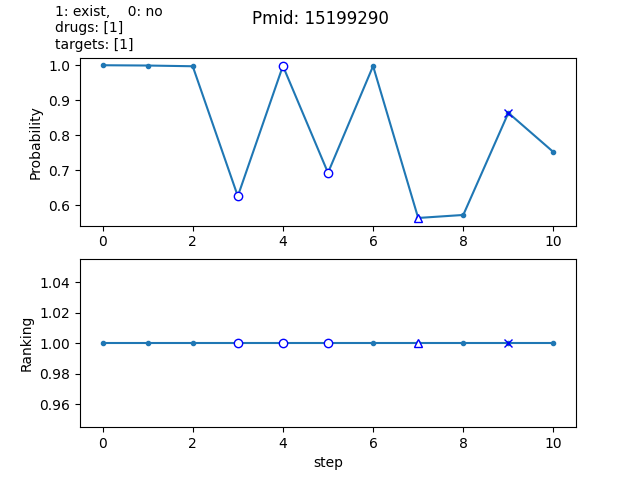 1: exist,    0: no
drugs: [1]
targets: [1]
Pmid: 15199290
1.0
0.9
0.8
0.7
0.6
Probability
0 2 4 6 8 10
1.04
1.02
1.00
0.98
0.96
Ranking
0 2 4 6 8 10
step